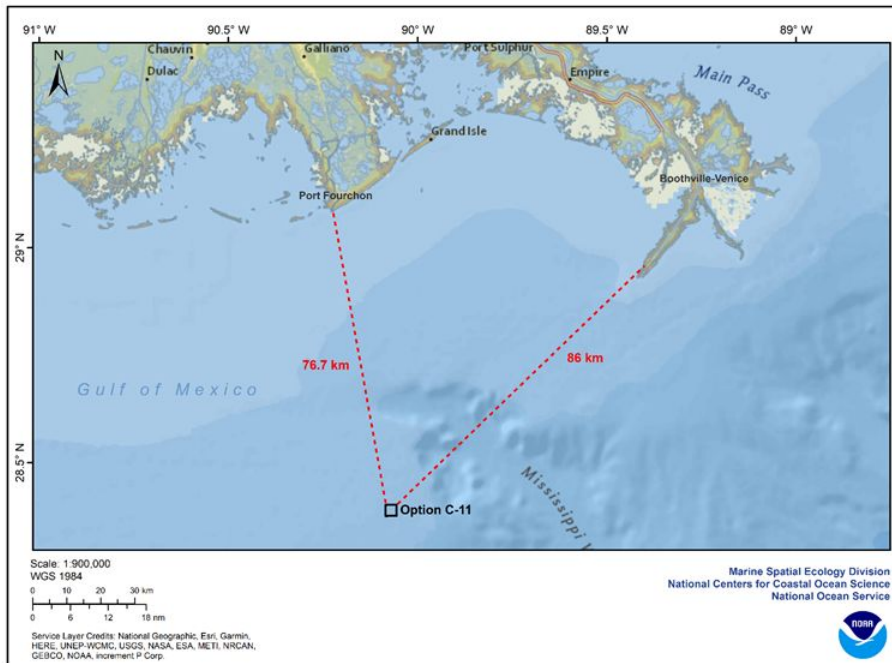 91° W
90.5° W
90° W
89.5° W
89° W
N
Chauvin
Dulac
Galliano
Port Sulphur
Empire
Main Pass
Grand Isle
Port Fourchon
Boothville-Venice
29° N
76.7 km
86 km
Gulf of Mexico
28.5° N
Mississippi
Option C-11
Scale: 1:900,000
WGS 1984
0 10 20 30 km
0 6 12 18 nm
Service Layer Credits: National Geographic, Esri, Garmin,
HERE, UNEP-WCMC, USGS, NASA, ESA, METI, NRCAN,
GEBCO, NOAA, increment P Corp.
Marine Spatial Ecology Division
National Centers for Coastal Ocean Science
National Ocean Service
NOAA